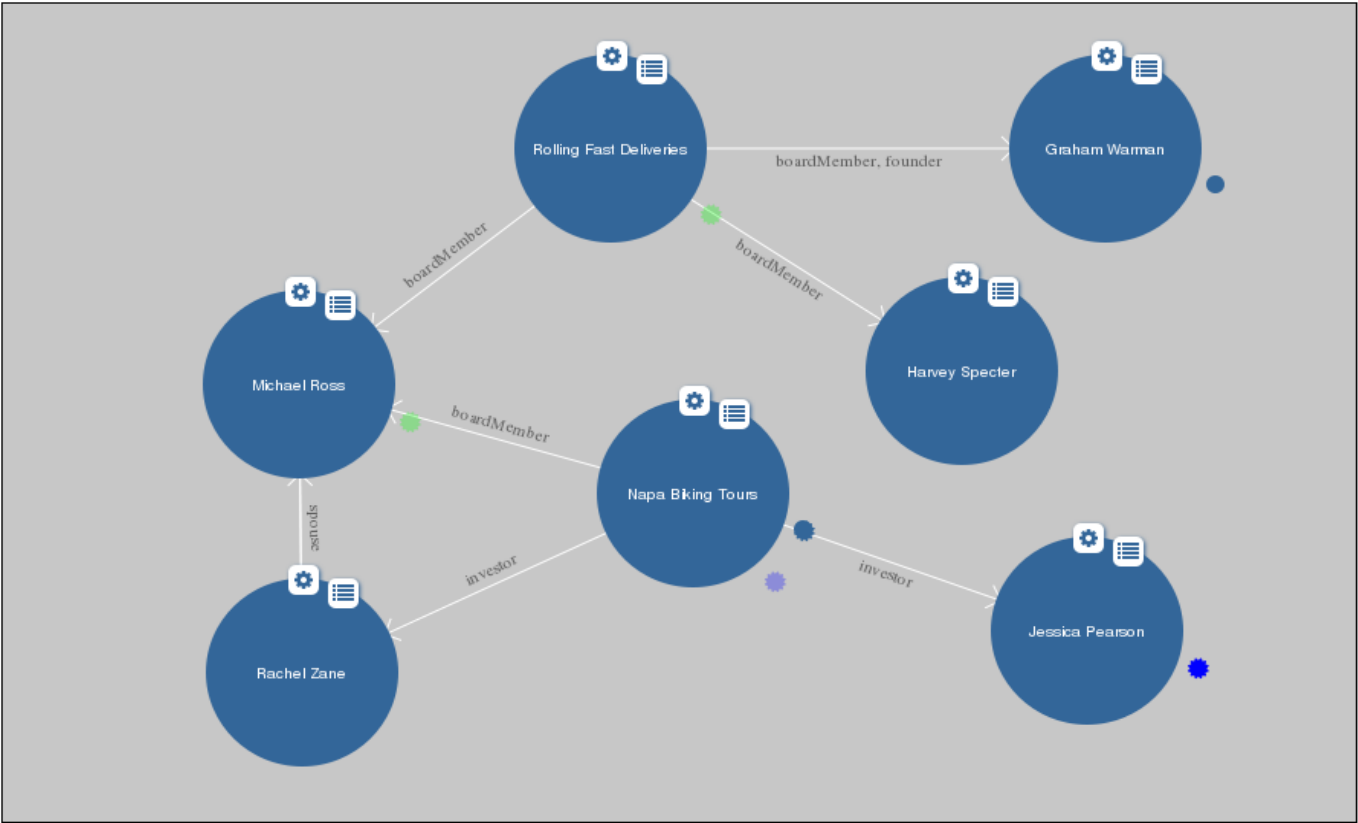 Rolling Fast Deliveries
boardMember, founder
Graham Warman
boardMember
boardMember
Michael Ross
Harvey Specter
boardMember
Napa Biking Tours
spouse
investor
investor
Jessica Pearson
Rachel Zane